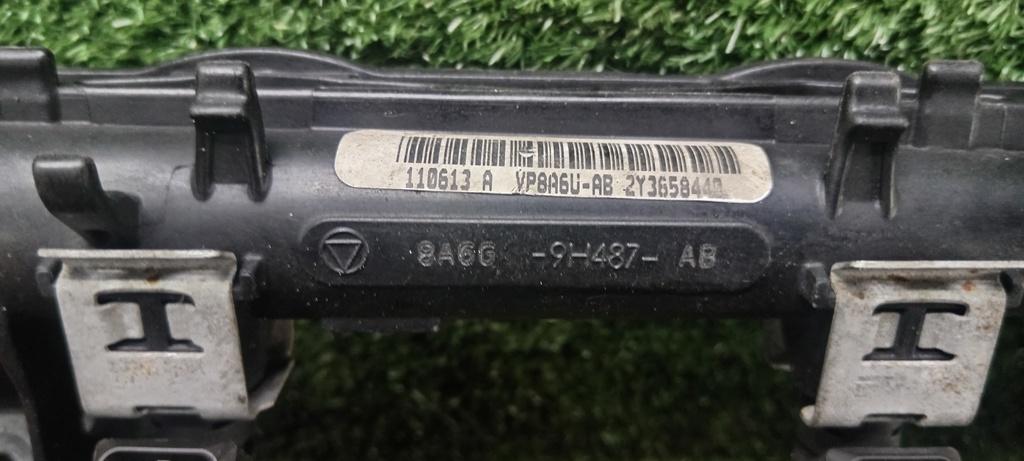 110613 A VP8A6U-AB 2Y3658440
8A6G -9H487- AB